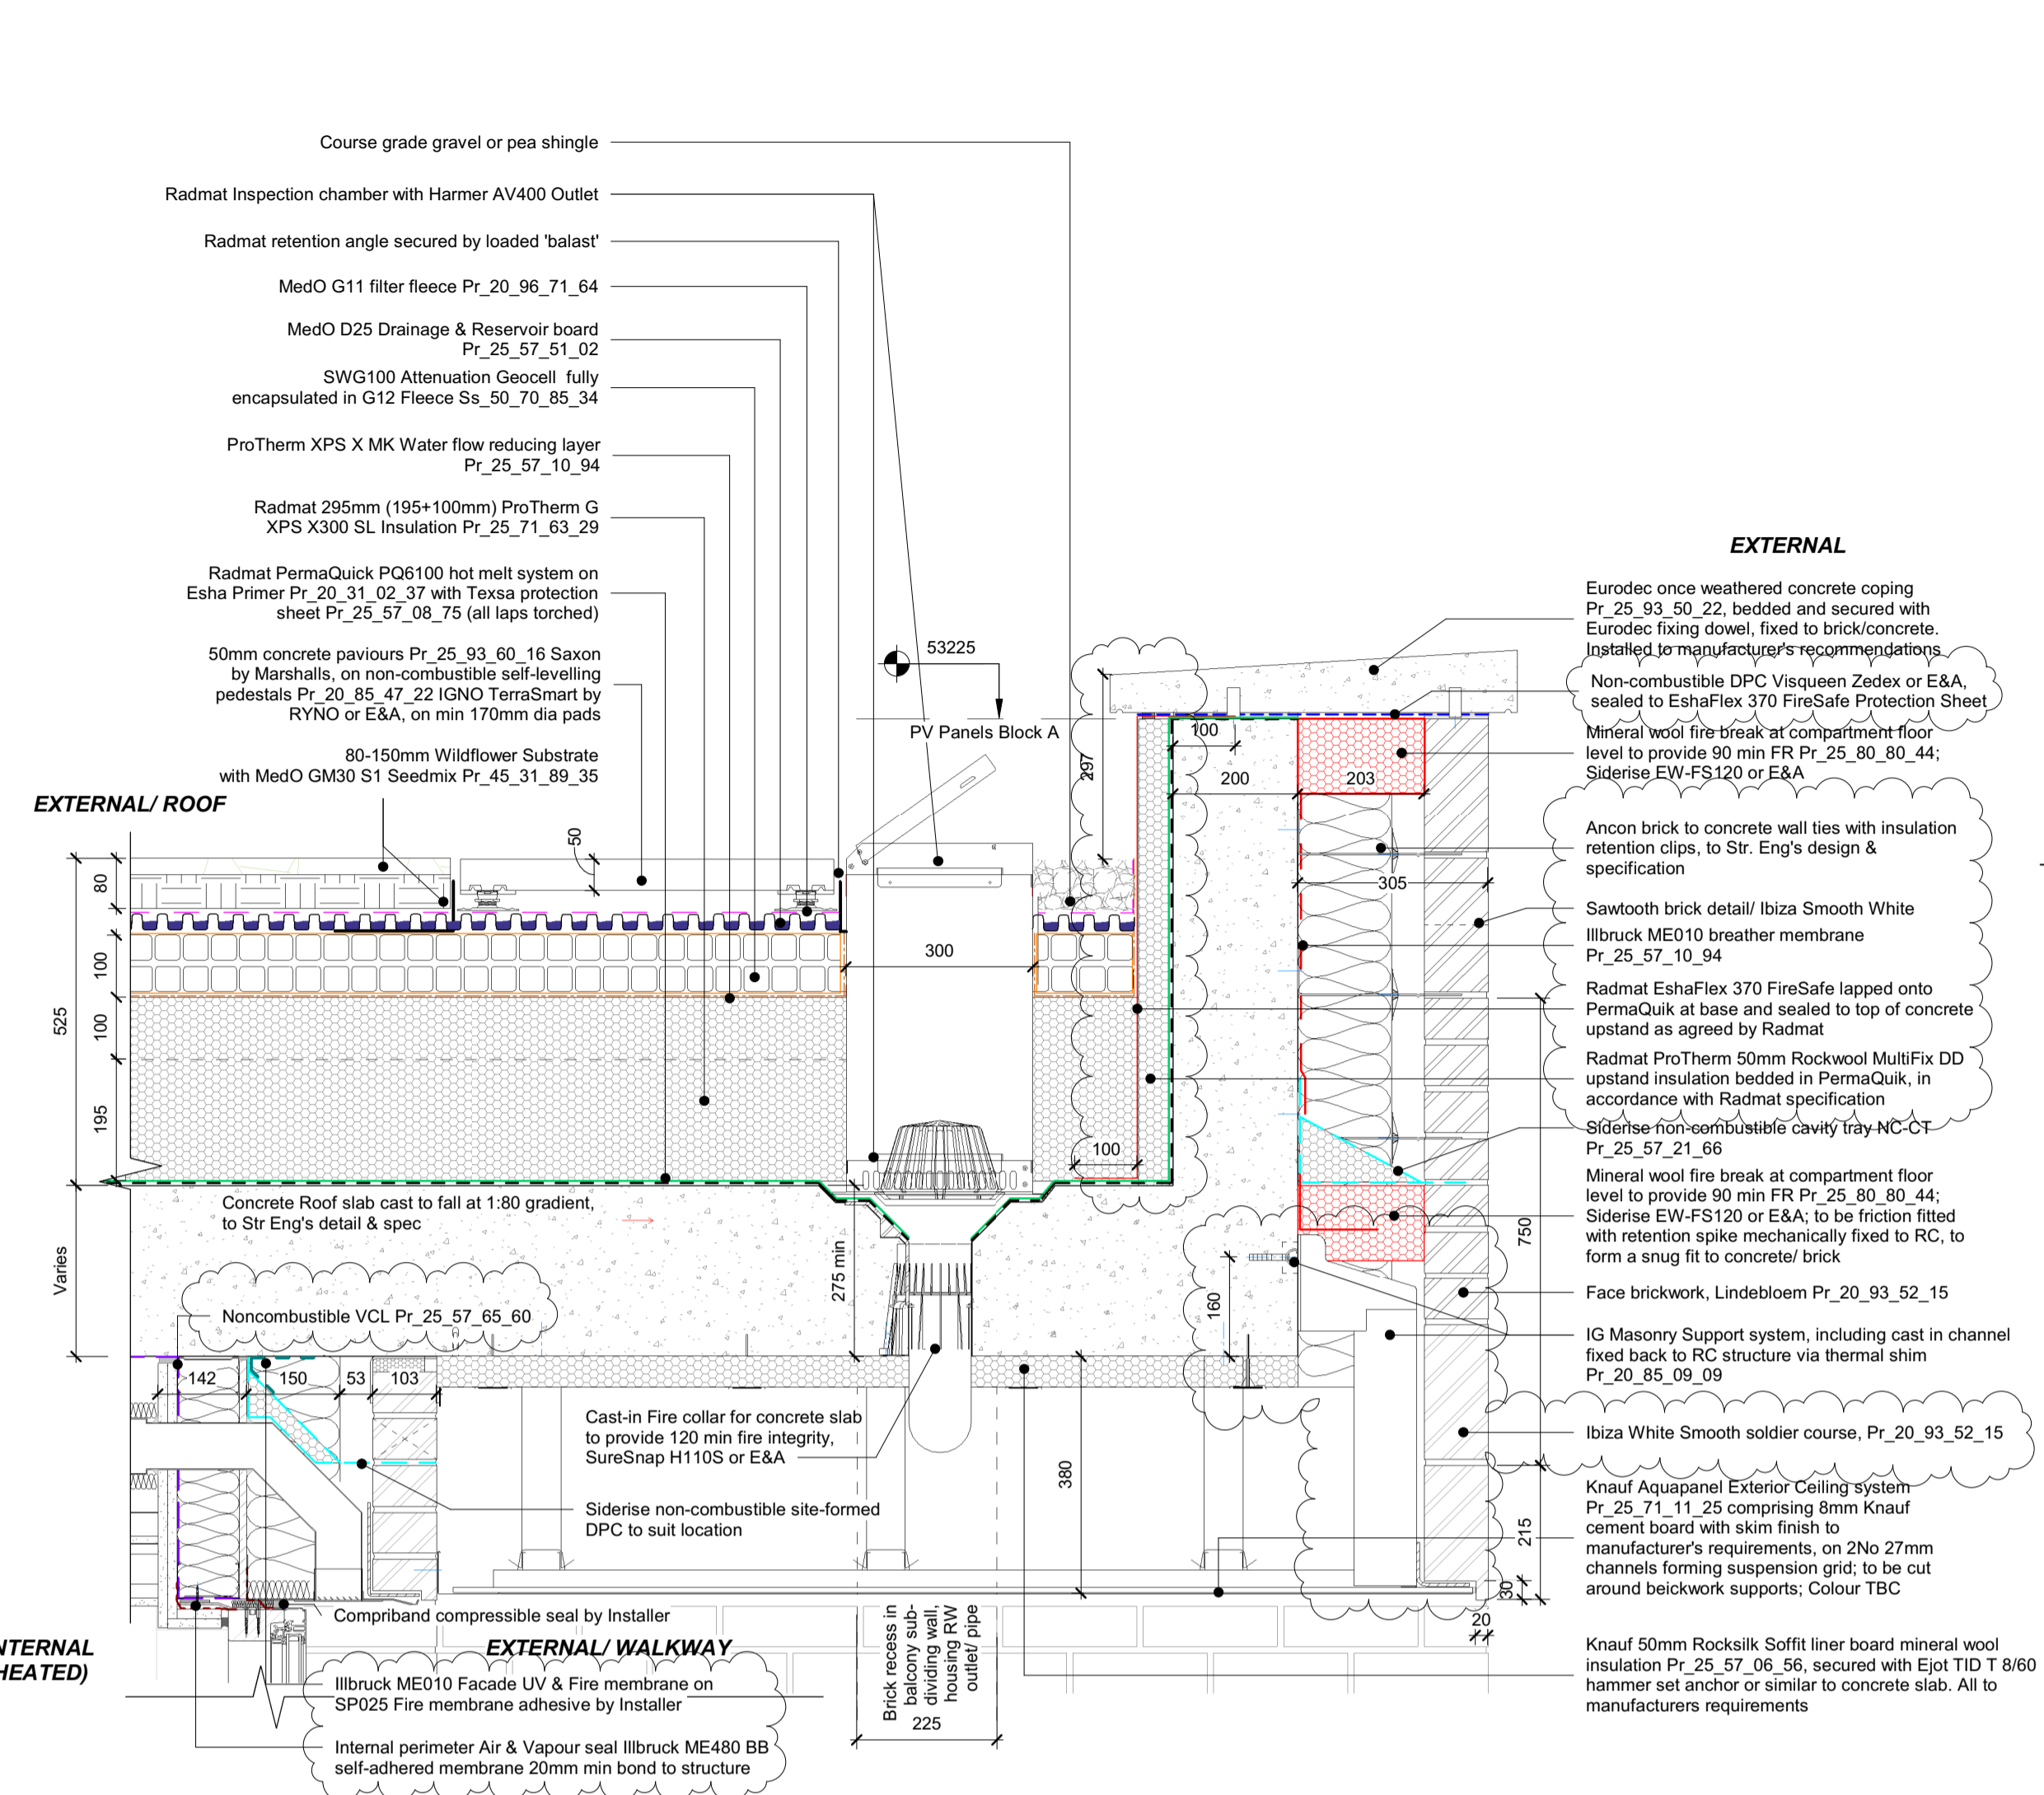 Course grade gravel or pea shingle
Radmat Inspection chamber with Harmer AV400 Outlet
Radmat retention angle secured by loaded 'balast'
MedO G11 filter fleece Pr_20_96_71_64
MedO D25 Drainage & Reservoir board
Pr_25_57_51_02
SWG100 Attenuation Geocell fully
encapsulated in G12 Fleece Ss_50_70_85_34
ProTherm XPS X MK Water flow reducing layer
Pr_25_57_10_94
Radmat 295mm (195+100mm) ProTherm G
XPS X300 SL Insulation Pr_25_71_63_29
Radmat PermaQuick PQ6100 hot melt system on
Esha Primer Pr_20_31_02_37 with Texsa protection
sheet Pr_25_57_08_75 (all laps torched)
50mm concrete paviours Pr_25_93_60_16 Saxon
by Marshalls, on non-combustible self-levelling
pedestals Pr_20_85_47_22 IGNO TerraSmart by
RYNO or E&A, on min 170mm dia pads
80-150mm Wildflower Substrate
with MedO GM30 S1 Seedmix Pr_45_31_89_35
EXTERNAL/ ROOF
53225
PV Panels Block A
50
80
100
100
195
525
Varies
300
297
100
200
203
305
100
275 min
160
750
215
30
20
380
225
142
150
53
103
EXTERNAL
Eurodec once weathered concrete coping
Pr_25_93_50_22, bedded and secured with
Eurodec fixing dowel, fixed to brick/concrete.
Installed to manufacturer's recommendations
Non-combustible DPC Visqueen Zedex or E&A,
sealed to EshaFlex 370 FireSafe Protection Sheet
Mineral wool fire break at compartment floor
level to provide 90 min FR Pr_25_80_80_44;
Siderise EW-FS120 or E&A
Ancon brick to concrete wall ties with insulation
retention clips, to Str. Eng's design &
specification
Sawtooth brick detail/ Ibiza Smooth White
Illbruck ME010 breather membrane
Pr_25_57_10_94
Radmat EshaFlex 370 FireSafe lapped onto
PermaQuik at base and sealed to top of concrete
upstand as agreed by Radmat
Radmat ProTherm 50mm Rockwool MultiFix DD
upstand insulation bedded in PermaQuik, in
accordance with Radmat specification
Siderise non-combustible cavity tray NC-CT
Pr_25_57_21_66
Mineral wool fire break at compartment floor
level to provide 90 min FR Pr_25_80_80_44;
Siderise EW-FS120 or E&A; to be friction fitted
with retention spike mechanically fixed to RC, to
form a snug fit to concrete/ brick
Face brickwork, Lindebloem Pr_20_93_52_15
IG Masonry Support system, including cast in channel
fixed back to RC structure via thermal shim
Pr_20_85_09_09
Ibiza White Smooth soldier course, Pr_20_93_52_15
Knauf Aquapanel Exterior Ceiling system
Pr_25_71_11_25 comprising 8mm Knauf
cement board with skim finish to
manufacturer's requirements, on 2No 27mm
channels forming suspension grid; to be cut
around beickwork supports; Colour TBC
Knauf 50mm Rocksilk Soffit liner board mineral wool
insulation Pr_25_57_06_56, secured with Ejot TID T 8/60
hammer set anchor or similar to concrete slab. All to
manufacturers requirements
Concrete Roof slab cast to fall at 1:80 gradient,
to Str Eng's detail & spec
Noncombustible VCL Pr_25_57_65_60
Cast-in Fire collar for concrete slab
to provide 120 min fire integrity,
SureSnap H110S or E&A
Siderise non-combustible site-formed
DPC to suit location
Compriband compressible seal by Installer
EXTERNAL/ WALKWAY
NTERNAL
HEATED)
Illbruck ME010 Facade UV & Fire membrane on
SP025 Fire membrane adhesive by Installer
Internal perimeter Air & Vapour seal Illbruck ME480 BB
self-adhered membrane 20mm min bond to structure
Brick recess in
balcony sub-
dividing wall,
housing RW
outlet/ pipe